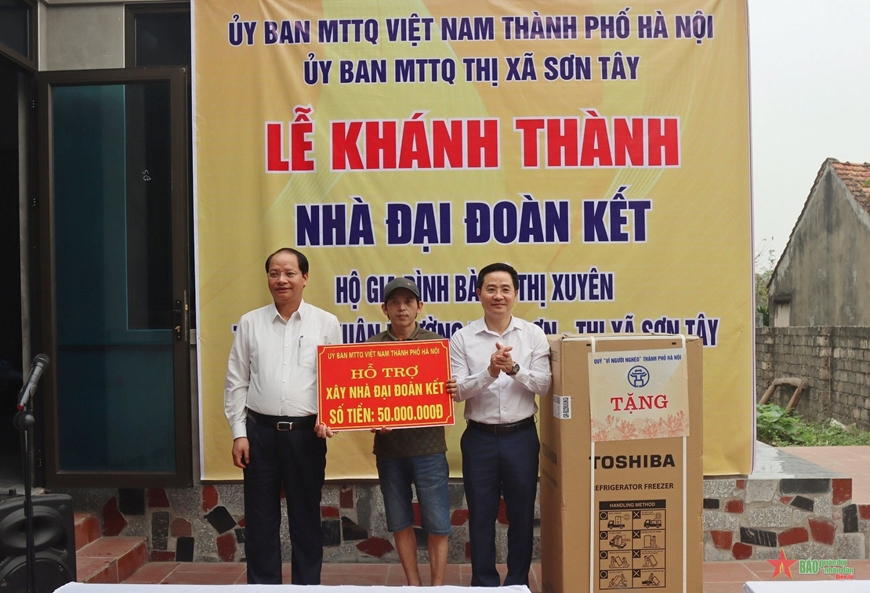 ỦY BAN MTTQ VIỆT NAM THÀNH PHỐ HÀ NỘI
ỦY BAN MTTQ THỊ XÃ SƠN TÂY
LỄ KHÁNH THÀNH
NHÀ ĐẠI ĐOÀN KẾT
HỘ GIA ĐÌNH BÀ THỊ XUYÊN
SƠN - THỊ XÃ SƠN TÂY
ỦY BAN MTTQ VIỆT NAM THÀNH PHỐ HÀ NỘI
HỖ TRỢ
XÂY NHÀ ĐẠI ĐOÀN KẾT
SỐ TIỀN: 50.000.000Đ
QUỸ "VÌ NGƯỜI NGHÈO" THÀNH PHỐ HÀ NỘI
TẶNG
TOSHIBA
REFRIGERATOR FREEZER
HANDLING METHOD
BÁO